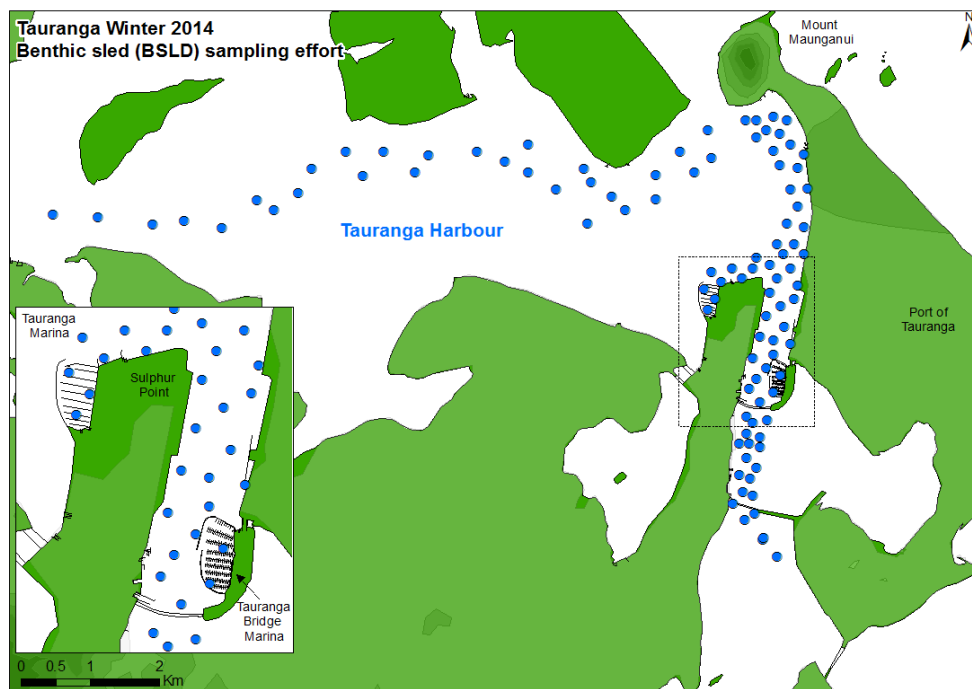 Tauranga Winter 2014
Benthic sled (BSLD) sampling effort
Mount
Maunganui
N
Tauranga Harbour
Port of
Tauranga
Tauranga
Marina
Sulphur
Point
Tauranga
Bridge
Marina
0 0.5 1 2
Km